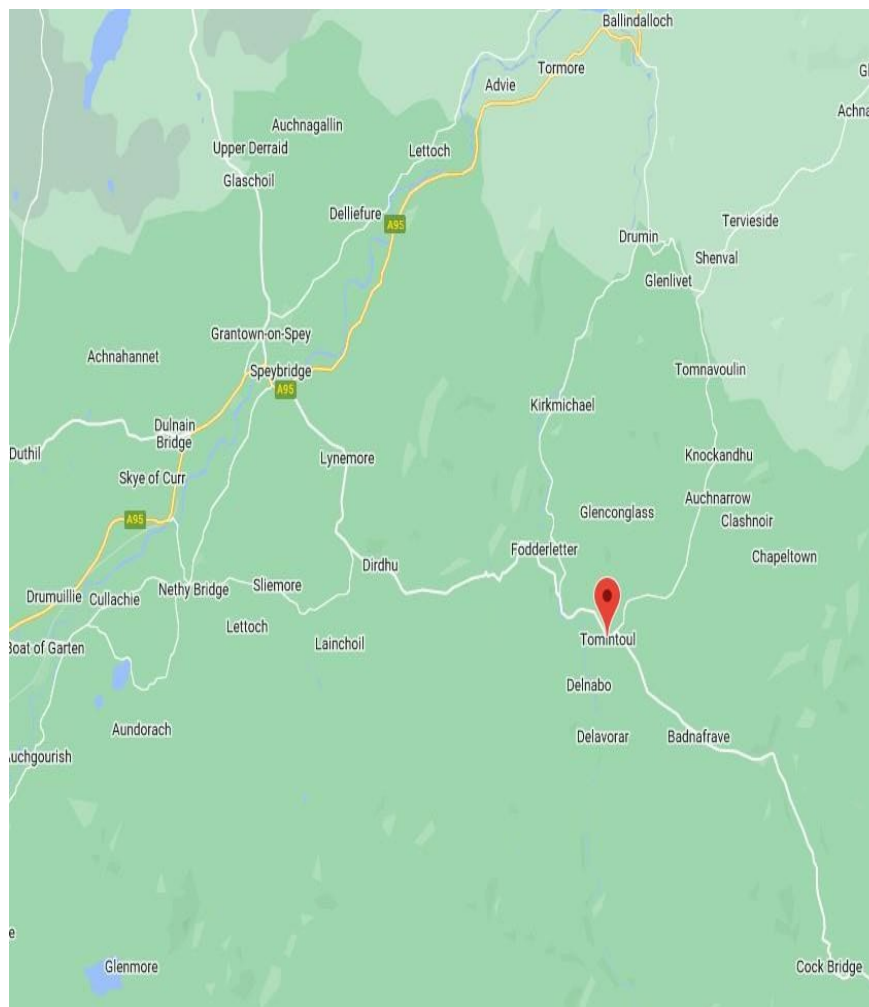 Ballindalloch
Tormore
Advie
Gl
Achna
Auchnagallin
Upper Derraid
Lettoch
Glaschoil
Delliefure
A95
Tervieside
Drumin
Shenval
Glenlivet
Grantown-on-Spey
Achnahannet
Speybridge
Tomnavoulin
A95
Kirkmichael
Dulnain
Bridge
Duthil
Lynemore
Knockandhu
Skye of Curr
Auchnarrow
Glenconglass
A95
Clashnoir
Fodderletter
Chapeltown
Dirdhu
Sliemore
Nethy Bridge
Drumuillie
Cullachie
Lettoch
Tomintoul
Lainchoil
Boat of Garten
Delnabo
Aundorach
Delavorar
Badnafrave
Auchgourish
e
Glenmore
Cock Bridge